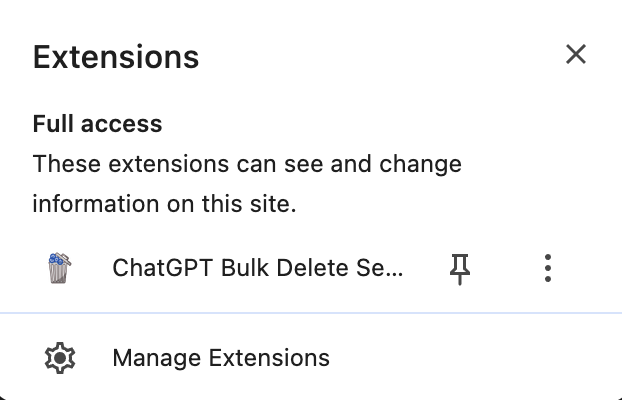 Extensions
Full access
These extensions can see and change
information on this site.
ChatGPT Bulk Delete Se...
Manage Extensions